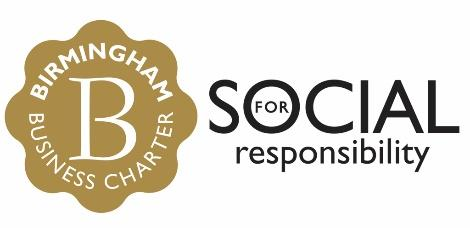 BIRMINGHAM
B
BUSINESS CHARTER
FOR
SOCIAL
responsibility